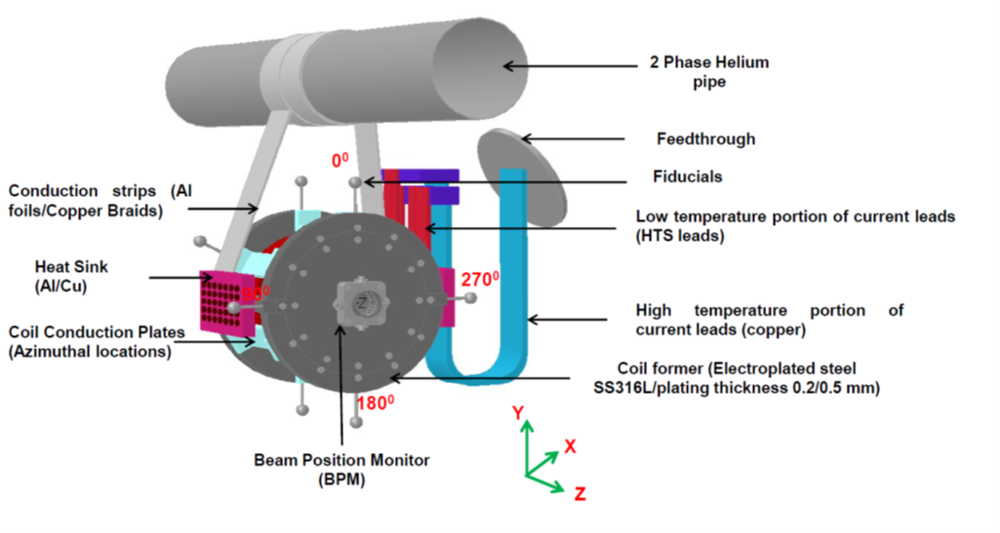 2 Phase Helium
pipe
Feedthrough
0⁰
Fiducials
Conduction strips (Al
foils/Copper Braids)
Low temperature portion of current leads
(HTS leads)
Heat Sink
(Al/Cu)
90⁰
270⁰
-Z
High temperature portion of
current leads (copper)
Coil Conduction Plates
(Azimuthal locations)
Coil former (Electroplated steel
SS316L/plating thickness 0.2/0.5 mm)
180⁰
Beam Position Monitor
(BPM)
Y
X
Z